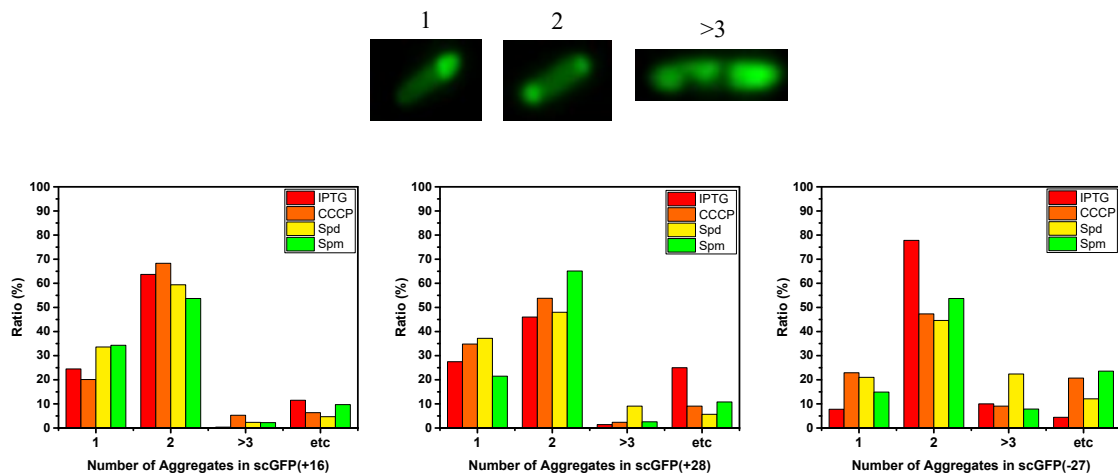 1
2
>3
100
90
80
70
60
50
40
30
20
10
0
Ratio (%)
IPTG
CCCP
Spd
Spm
1 2 >3 etc
Number of Aggregates in scGFP(+16)
100
90
80
70
60
50
40
30
20
10
0
Ratio (%)
IPTG
CCCP
Spd
Spm
1 2 >3 etc
Number of Aggregates in scGFP(+28)
100
90
80
70
60
50
40
30
20
10
0
Ratio (%)
IPTG
CCCP
Spd
Spm
1 2 >3 etc
Number of Aggregates in scGFP(-27)